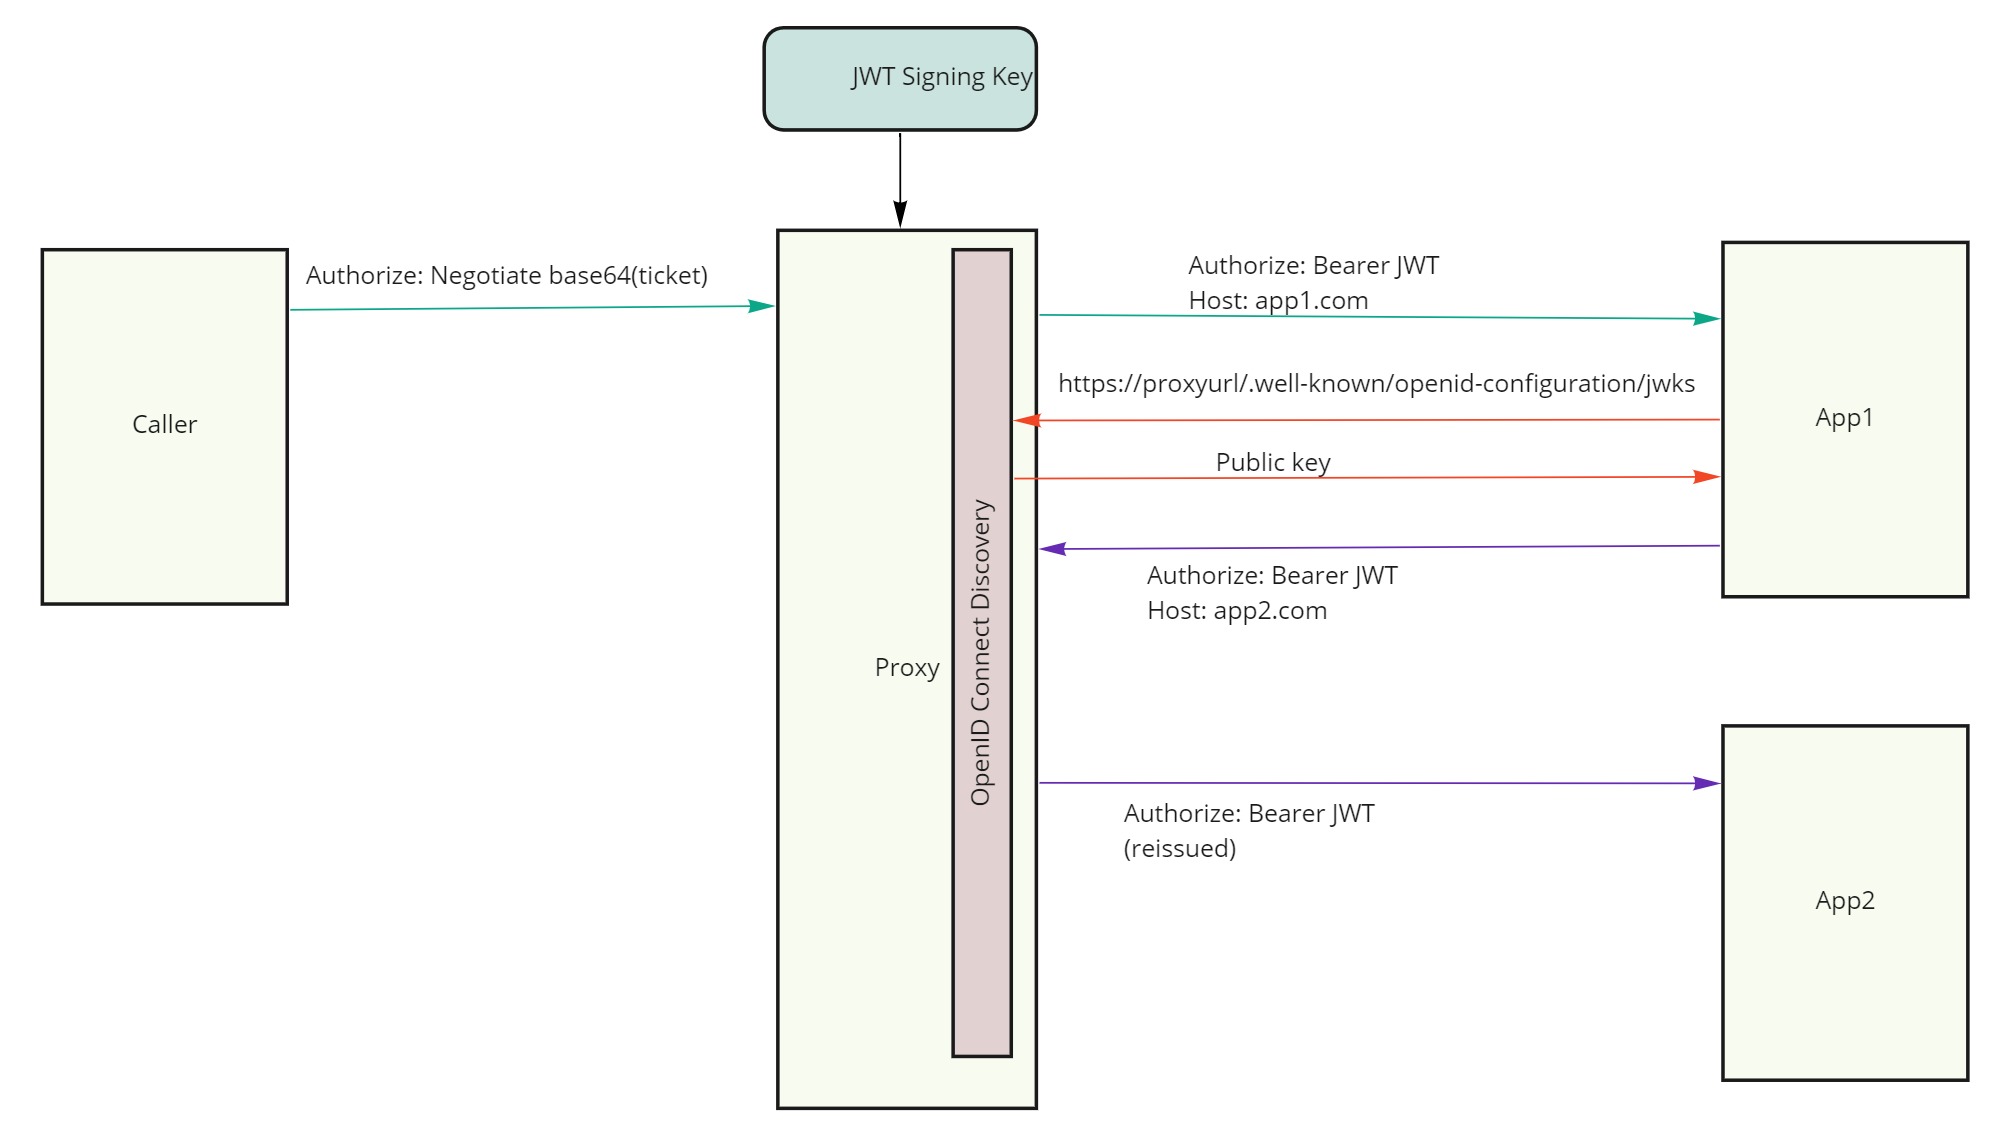 JWT Signing Key
Authorize: Negotiate base64(ticket)
Authorize: Bearer JWT
Host: app1.com
https://proxyurl/.well-known/openid-configuration/jwks
Caller
App1
Public key
Authorize: Bearer JWT
Host: app2.com
Proxy
OpenID Connect Discovery
Authorize: Bearer JWT
(reissued)
App2